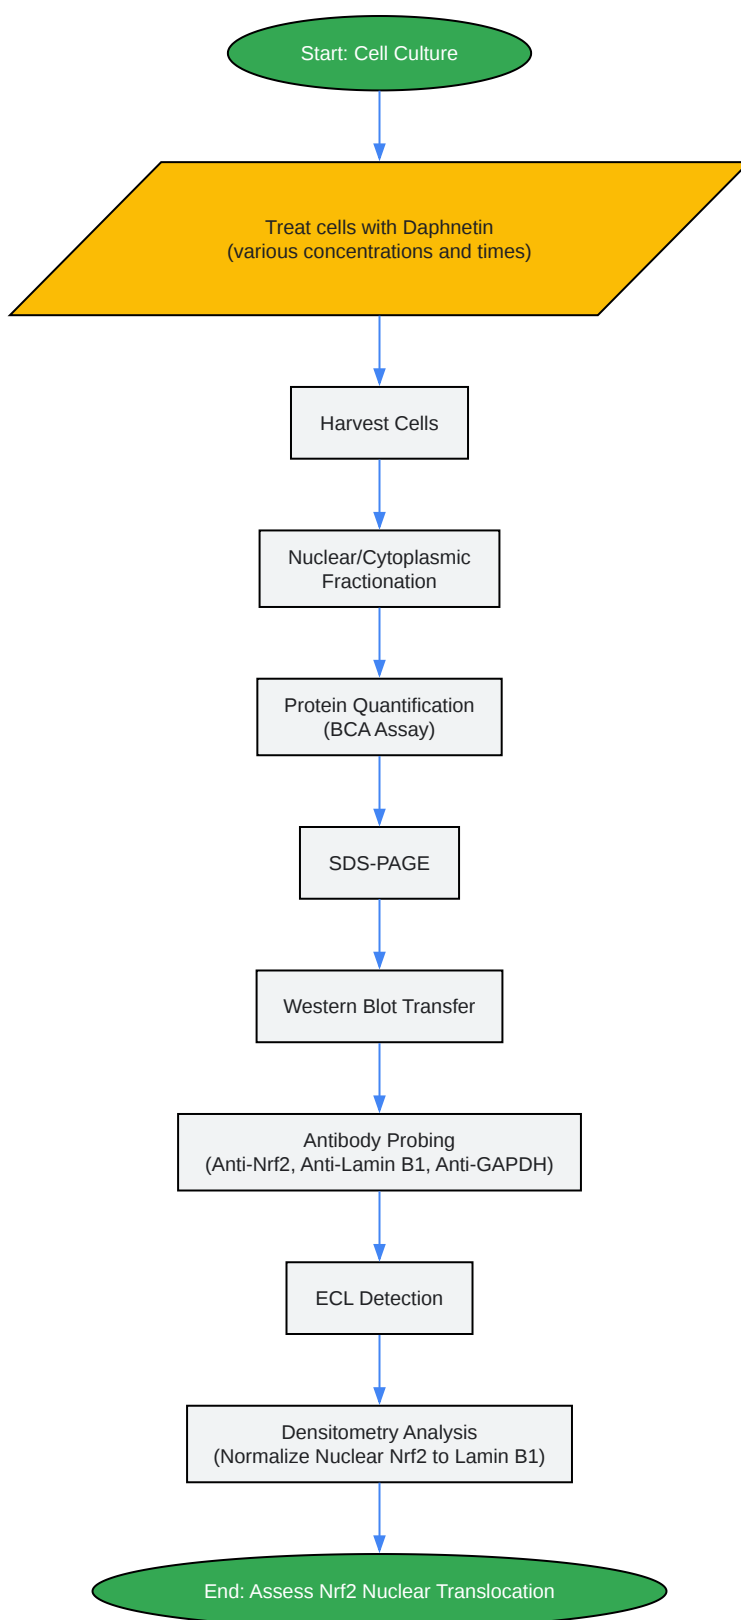 Start: Cell Culture
Treat cells with Daphnetin
(various concentrations and times)
Harvest Cells
Nuclear/Cytoplasmic
Fractionation
Protein Quantification
(BCA Assay)
SDS-PAGE
Western Blot Transfer
Antibody Probing
(Anti-Nrf2, Anti-Lamin B1, Anti-GAPDH)
ECL Detection
Densitometry Analysis
(Normalize Nuclear Nrf2 to Lamin B1)
End: Assess Nrf2 Nuclear Translocation